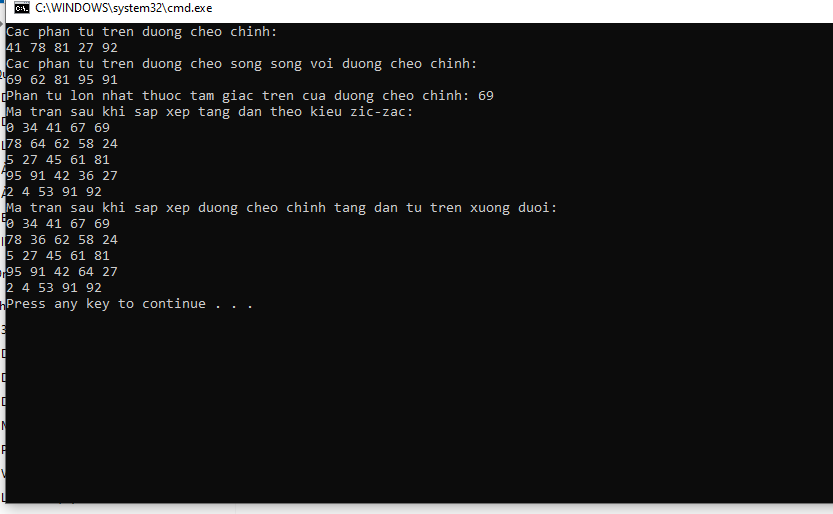 C:\WINDOWS\system32\cmd.exe
Cac phan tu tren duong cheo chinh:
41 78 81 27 92
Cac phan tu tren duong cheo song song voi duong cheo chinh:
69 62 81 95 91
Phan tu lon nhat thuoc tam giac tren cua duong cheo chinh: 69
Ma tran sau khi sap xep tang dan theo kieu zic-zac:
0 34 41 67 69
78 64 62 58 24
5 27 45 61 81
95 91 42 36 27
2 4 53 91 92
Ma tran sau khi sap xep duong cheo chinh tang dan tu tren xuong duoi:
0 34 41 67 69
78 36 62 58 24
5 27 45 61 81
95 91 42 64 27
2 4 53 91 92
Press any key to continue . . .